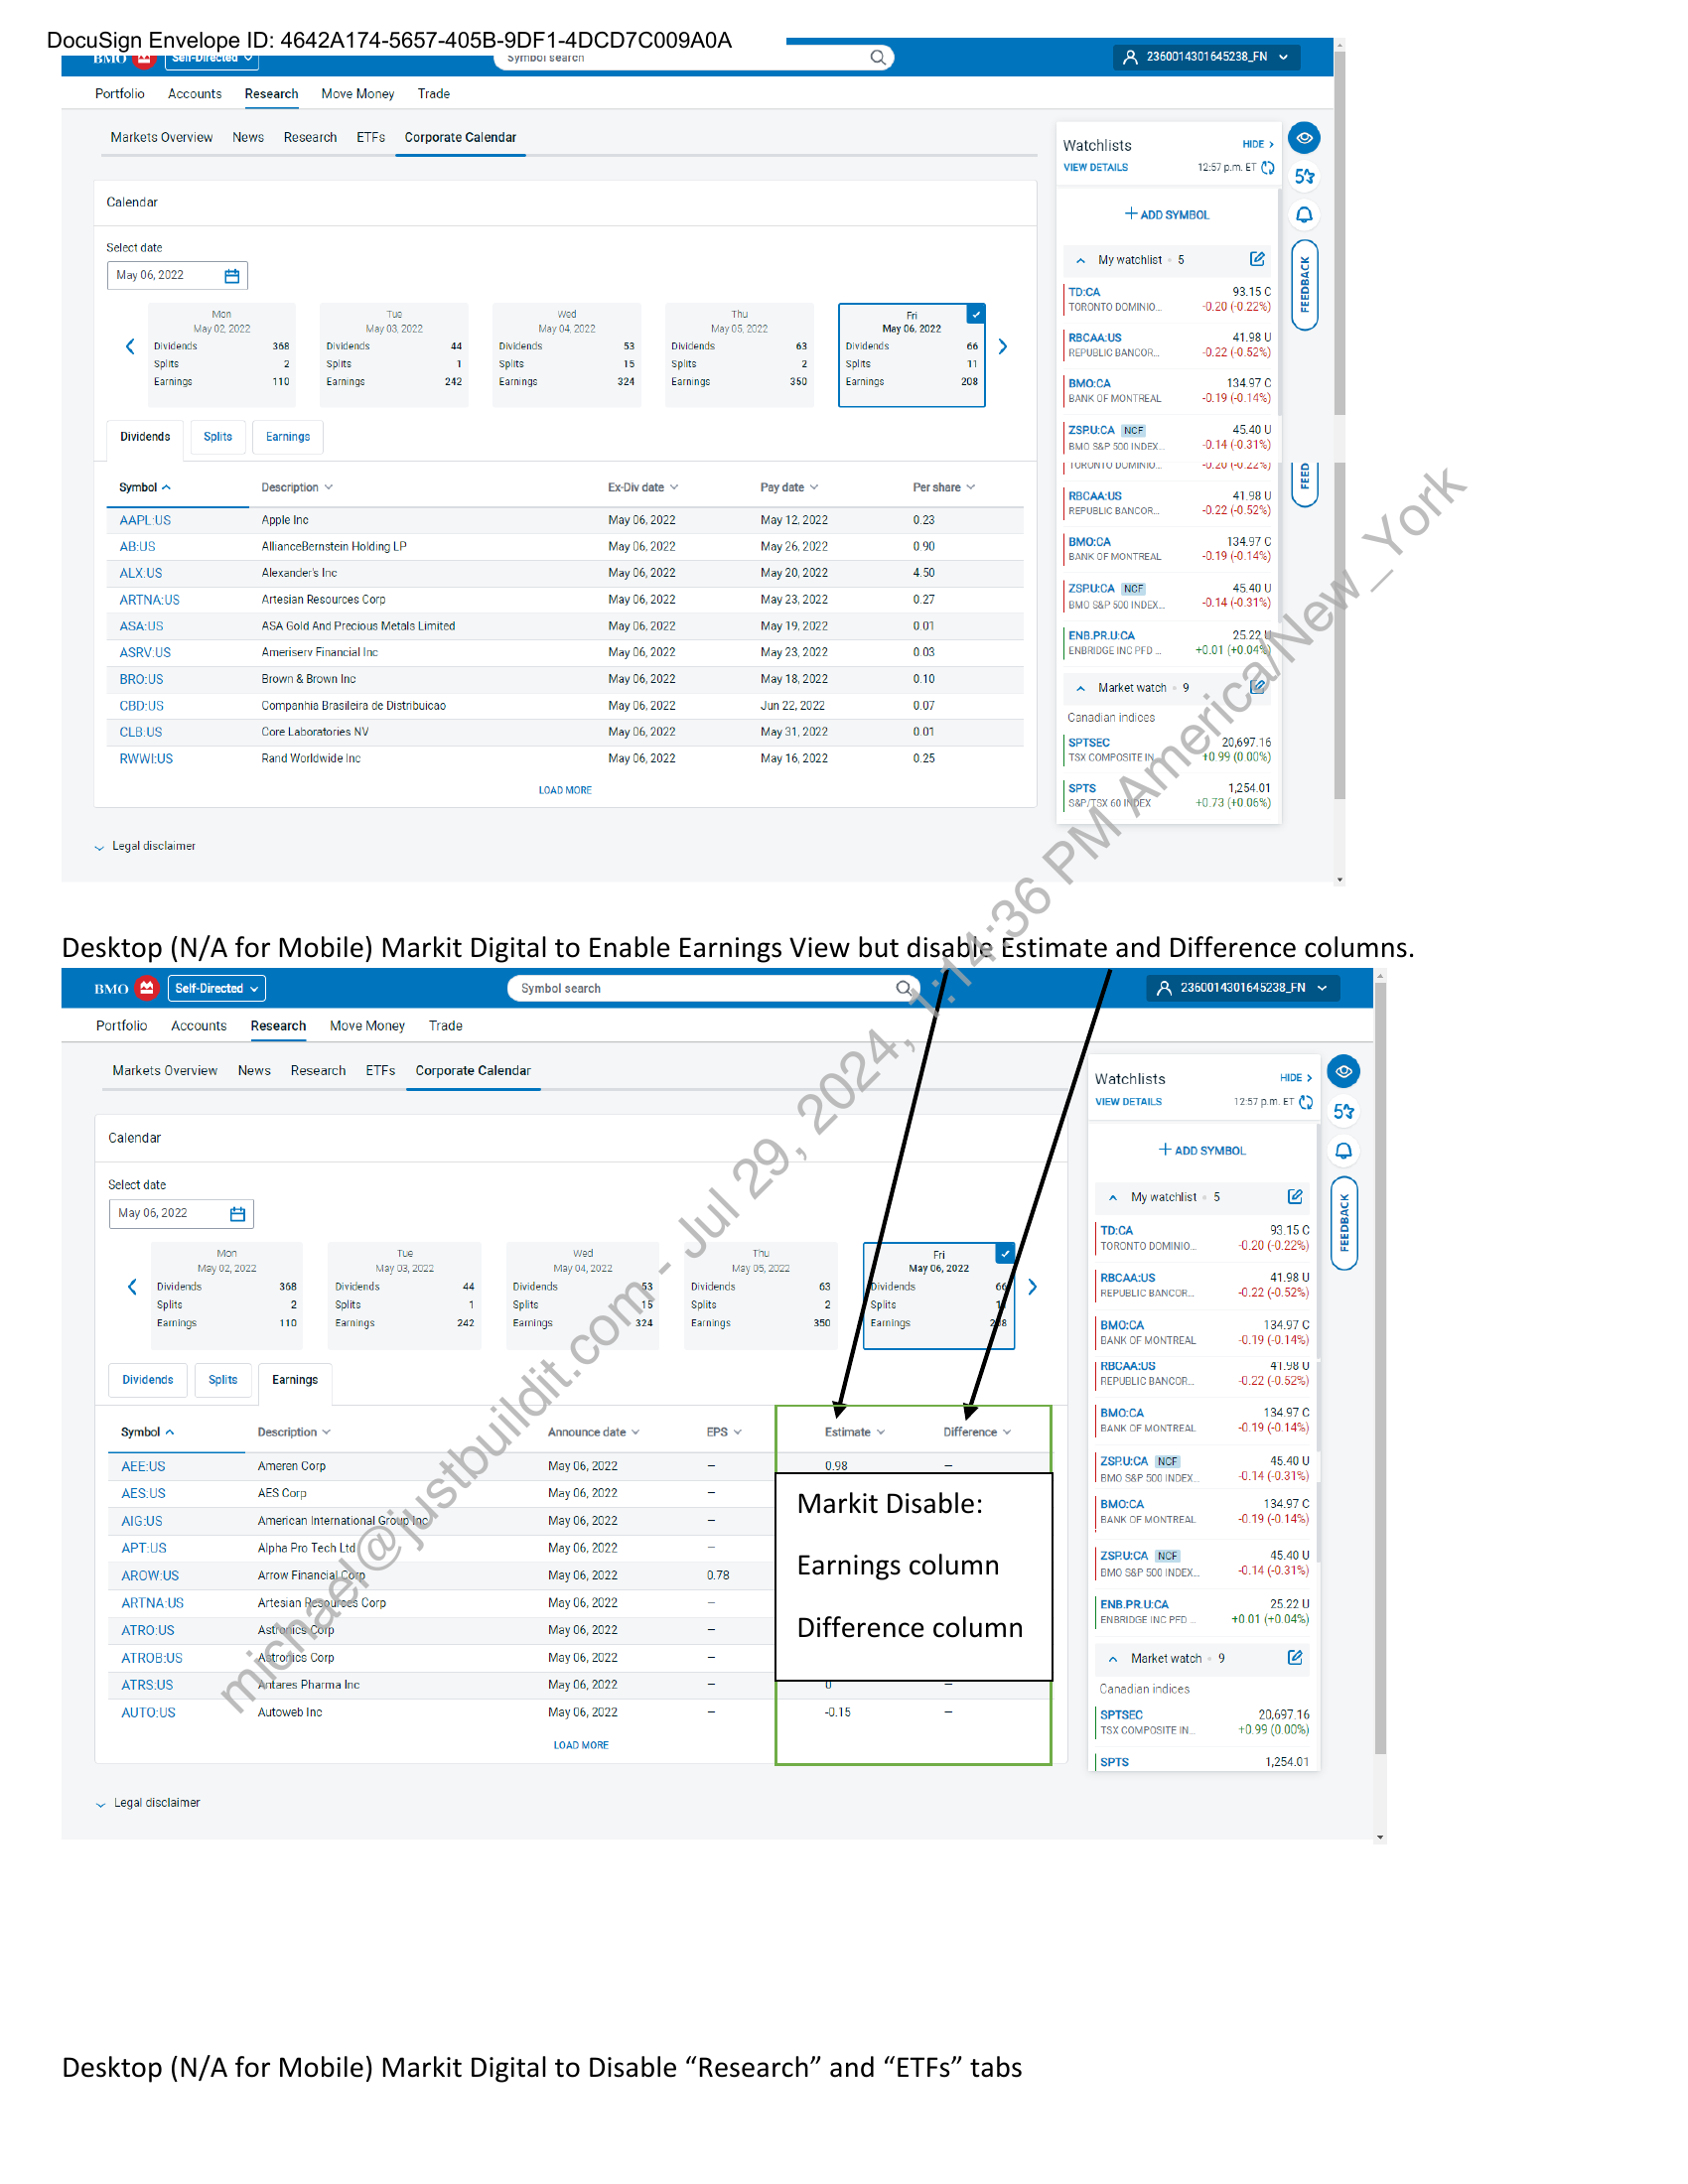 DocuSign Envelope ID: 4642A174-5657-405B-9DF1-4DCD7C009A0A
BMO Self-Directed Symbol search 2360014301645238_FN
Portfolio Accounts Research Move Money Trade
Markets Overview News Research ETFs Corporate Calendar
Calendar
Select date
May 06, 2022
Mon Tue Wed Thu Fri
May 02, 2022 May 03, 2022 May 04, 2022 May 05, 2022 May 06, 2022
Dividends 368 Dividends 44 Dividends 53 Dividends 63 Dividends 66
Splits 2 Splits 1 Splits 15 Splits 2 Splits 11
Earnings 110 Earnings 242 Earnings 324 Earnings 350 Earnings 208
Dividends Splits Earnings
Symbol Description Ex-Div date Pay date Per share
AAPL:US Apple Inc May 06, 2022 May 12, 2022 0.23
AB:US AllianceBernstein Holding LP May 06, 2022 May 26, 2022 0.90
ALX:US Alexander's Inc May 06, 2022 May 20, 2022 4.50
ARTNA:US Artesian Resources Corp May 06, 2022 May 23, 2022 0.27
ASA:US ASA Gold And Precious Metals Limited May 06, 2022 May 19, 2022 0.01
ASRV:US Ameriserv Financial Inc May 06, 2022 May 23, 2022 0.03
BRO:US Brown & Brown Inc May 06, 2022 May 18, 2022 0.10
CBD:US Companhia Brasileira de Distribuicao May 06, 2022 Jun 22, 2022 0.07
CLB:US Core Laboratories NV May 06, 2022 May 31, 2022 0.01
RWWI:US Rand Worldwide Inc May 06, 2022 May 16, 2022 0.25
LOAD MORE
Legal disclaimer
Watchlists HIDE
VIEW DETAILS 12:57 p.m. ET
ADD SYMBOL
My watchlist 5
TD:CA 93.15 C
TORONTO DOMINIO... -0.20 (-0.22%)
RBCAA:US 41.98 U
REPUBLIC BANCOR... -0.22 (-0.52%)
BMO:CA 134.97 C
BANK OF MONTREAL -0.19 (-0.14%)
ZSP.U:CA NCF 45.40 U
BMO S&P 500 INDEX... -0.14 (-0.31%)
TORONTO DOMINIO... -0.20 (-0.22%)
RBCAA:US 41.98 U
REPUBLIC BANCOR... -0.22 (-0.52%)
BMO:CA 134.97 C
BANK OF MONTREAL -0.19 (-0.14%)
ZSP.U:CA NCF 45.40 U
BMO S&P 500 INDEX... -0.14 (-0.31%)
ENB.PR.U:CA 25.22 U
ENBRIDGE INC PFD ... +0.01 (+0.04%)
Market watch 9
Canadian indices
SPTSEC 20,697.16
TSX COMPOSITE IN... +0.99 (0.00%)
SPTS 1,254.01
S&P/TSX 60 INDEX +0.73 (+0.06%)
FEEDBACK
FEED
Desktop (N/A for Mobile) Markit Digital to Enable Earnings View but disable Estimate and Difference columns.
BMO Self-Directed Symbol search 2360014301645238_FN
Portfolio Accounts Research Move Money Trade
Markets Overview News Research ETFs Corporate Calendar
Calendar
Select date
May 06, 2022
Mon Tue Wed Thu Fri
May 02, 2022 May 03, 2022 May 04, 2022 May 05, 2022 May 06, 2022
Dividends 368 Dividends 44 Dividends 53 Dividends 63 Dividends 66
Splits 2 Splits 1 Splits 15 Splits 2 Splits
Earnings 110 Earnings 242 Earnings 324 Earnings 350 Earnings 208
Dividends Splits Earnings
Symbol Description Announce date EPS Estimate Difference
AEE:US Ameren Corp May 06, 2022 – 0.98 –
AES:US AES Corp May 06, 2022 –
AIG:US American International Group Inc May 06, 2022 –
APT:US Alpha Pro Tech Ltd May 06, 2022 –
AROW:US Arrow Financial Corp May 06, 2022 0.78
ARTNA:US Artesian Resources Corp May 06, 2022 –
ATRO:US Astronics Corp May 06, 2022 –
ATROB:US Astronics Corp May 06, 2022 –
ATRS:US Antares Pharma Inc May 06, 2022 – 0 –
AUTO:US Autoweb Inc May 06, 2022 – -0.15 –
LOAD MORE
Markit Disable:
Earnings column
Difference column
Legal disclaimer
Watchlists HIDE
VIEW DETAILS 12:57 p.m. ET
ADD SYMBOL
My watchlist 5
TD:CA 93.15 C
TORONTO DOMINIO... -0.20 (-0.22%)
RBCAA:US 41.98 U
REPUBLIC BANCOR... -0.22 (-0.52%)
BMO:CA 134.97 C
BANK OF MONTREAL -0.19 (-0.14%)
RBCAA:US 41.98 U
REPUBLIC BANCOR... -0.22 (-0.52%)
BMO:CA 134.97 C
BANK OF MONTREAL -0.19 (-0.14%)
ZSP.U:CA NCF 45.40 U
BMO S&P 500 INDEX... -0.14 (-0.31%)
BMO:CA 134.97 C
BANK OF MONTREAL -0.19 (-0.14%)
ZSP.U:CA NCF 45.40 U
BMO S&P 500 INDEX... -0.14 (-0.31%)
ENB.PR.U:CA 25.22 U
ENBRIDGE INC PFD ... +0.01 (+0.04%)
Market watch 9
Canadian indices
SPTSEC 20,697.16
TSX COMPOSITE IN... +0.99 (0.00%)
SPTS 1,254.01
FEEDBACK
michael@justbuildit.com - Jul 29, 2024, 1:14:36 PM America/New_York
Desktop (N/A for Mobile) Markit Digital to Disable “Research” and “ETFs” tabs